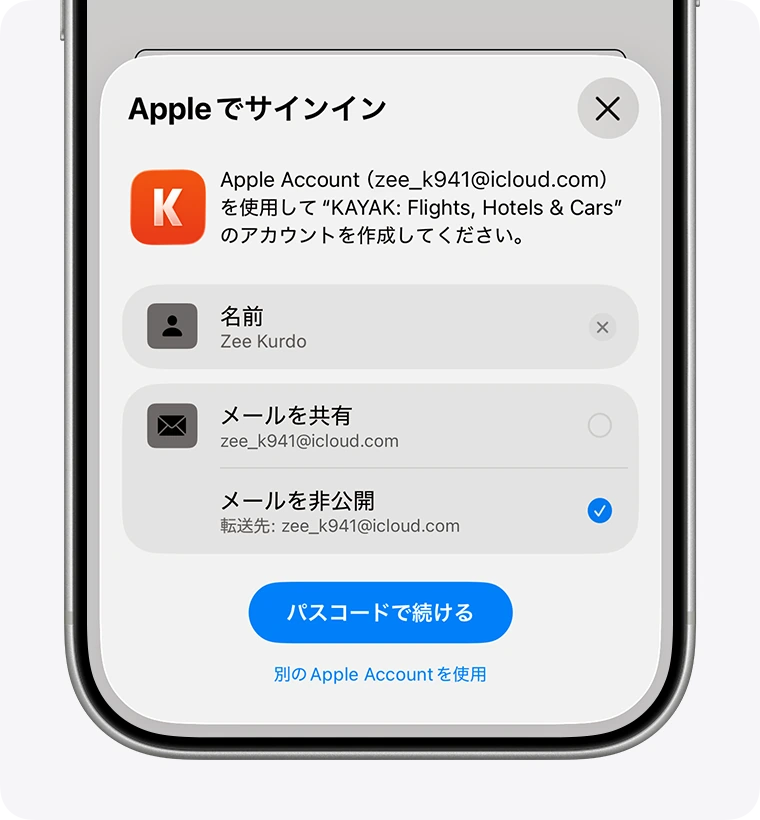 Appleでサインイン
K
Apple Account（zee_k941@icloud.com）
を使用して “KAYAK: Flights, Hotels & Cars”
のアカウントを作成してください。
名前
Zee Kurdo
メールを共有
zee_k941@icloud.com
メールを非公開
転送先: zee_k941@icloud.com
パスコードで続ける
別のApple Accountを使用